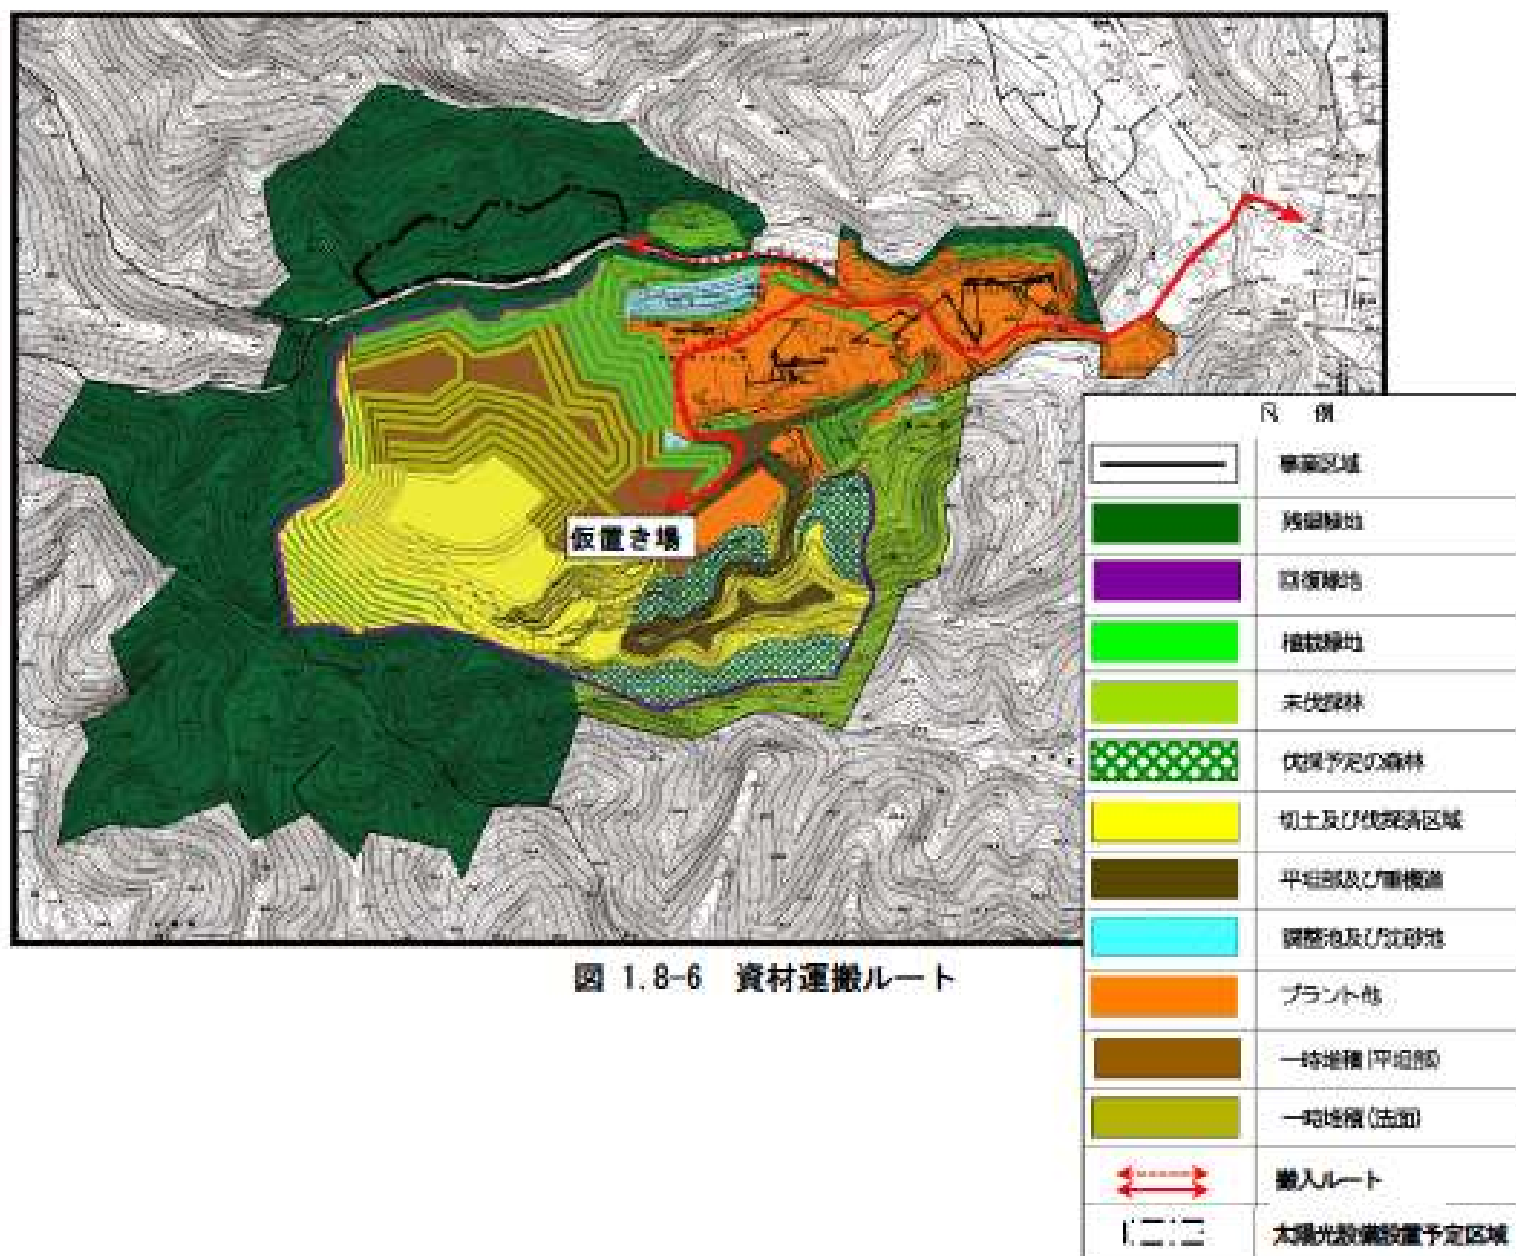 仮置き場
図 1.8-6 資材運搬ルート
凡 例
事業区域
残留緑地
回復緑地
植栽緑地
未伐採林
伐採予定の森林
切土及び伐採済区域
平坦部及び重機道
調整池及び沈砂池
プラント他
一時堆積(平坦部)
一時堆積(法面)
搬入ルート
太陽光設備設置予定区域